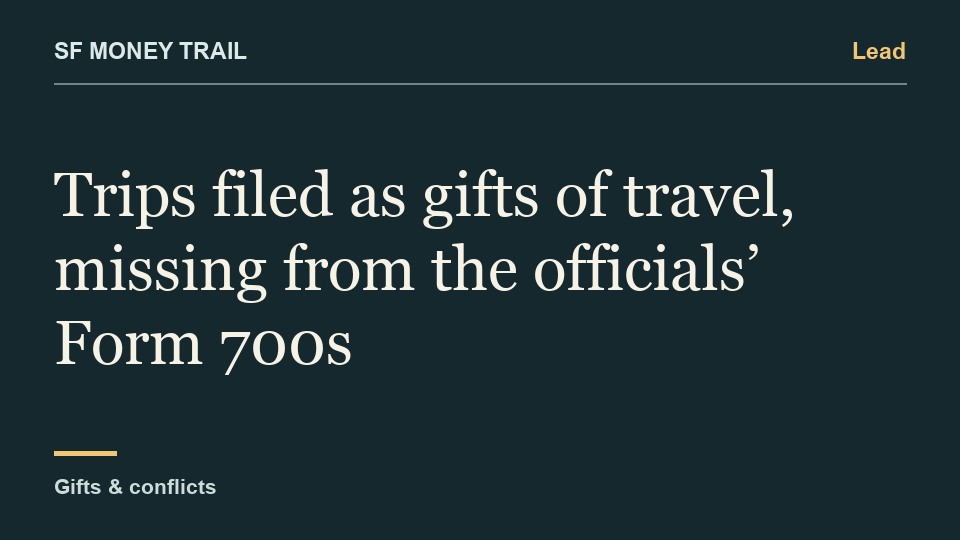 SF MONEY TRAIL
Lead
Trips filed as gifts of travel,
missing from the officials’
Form 700s
Gifts & conflicts